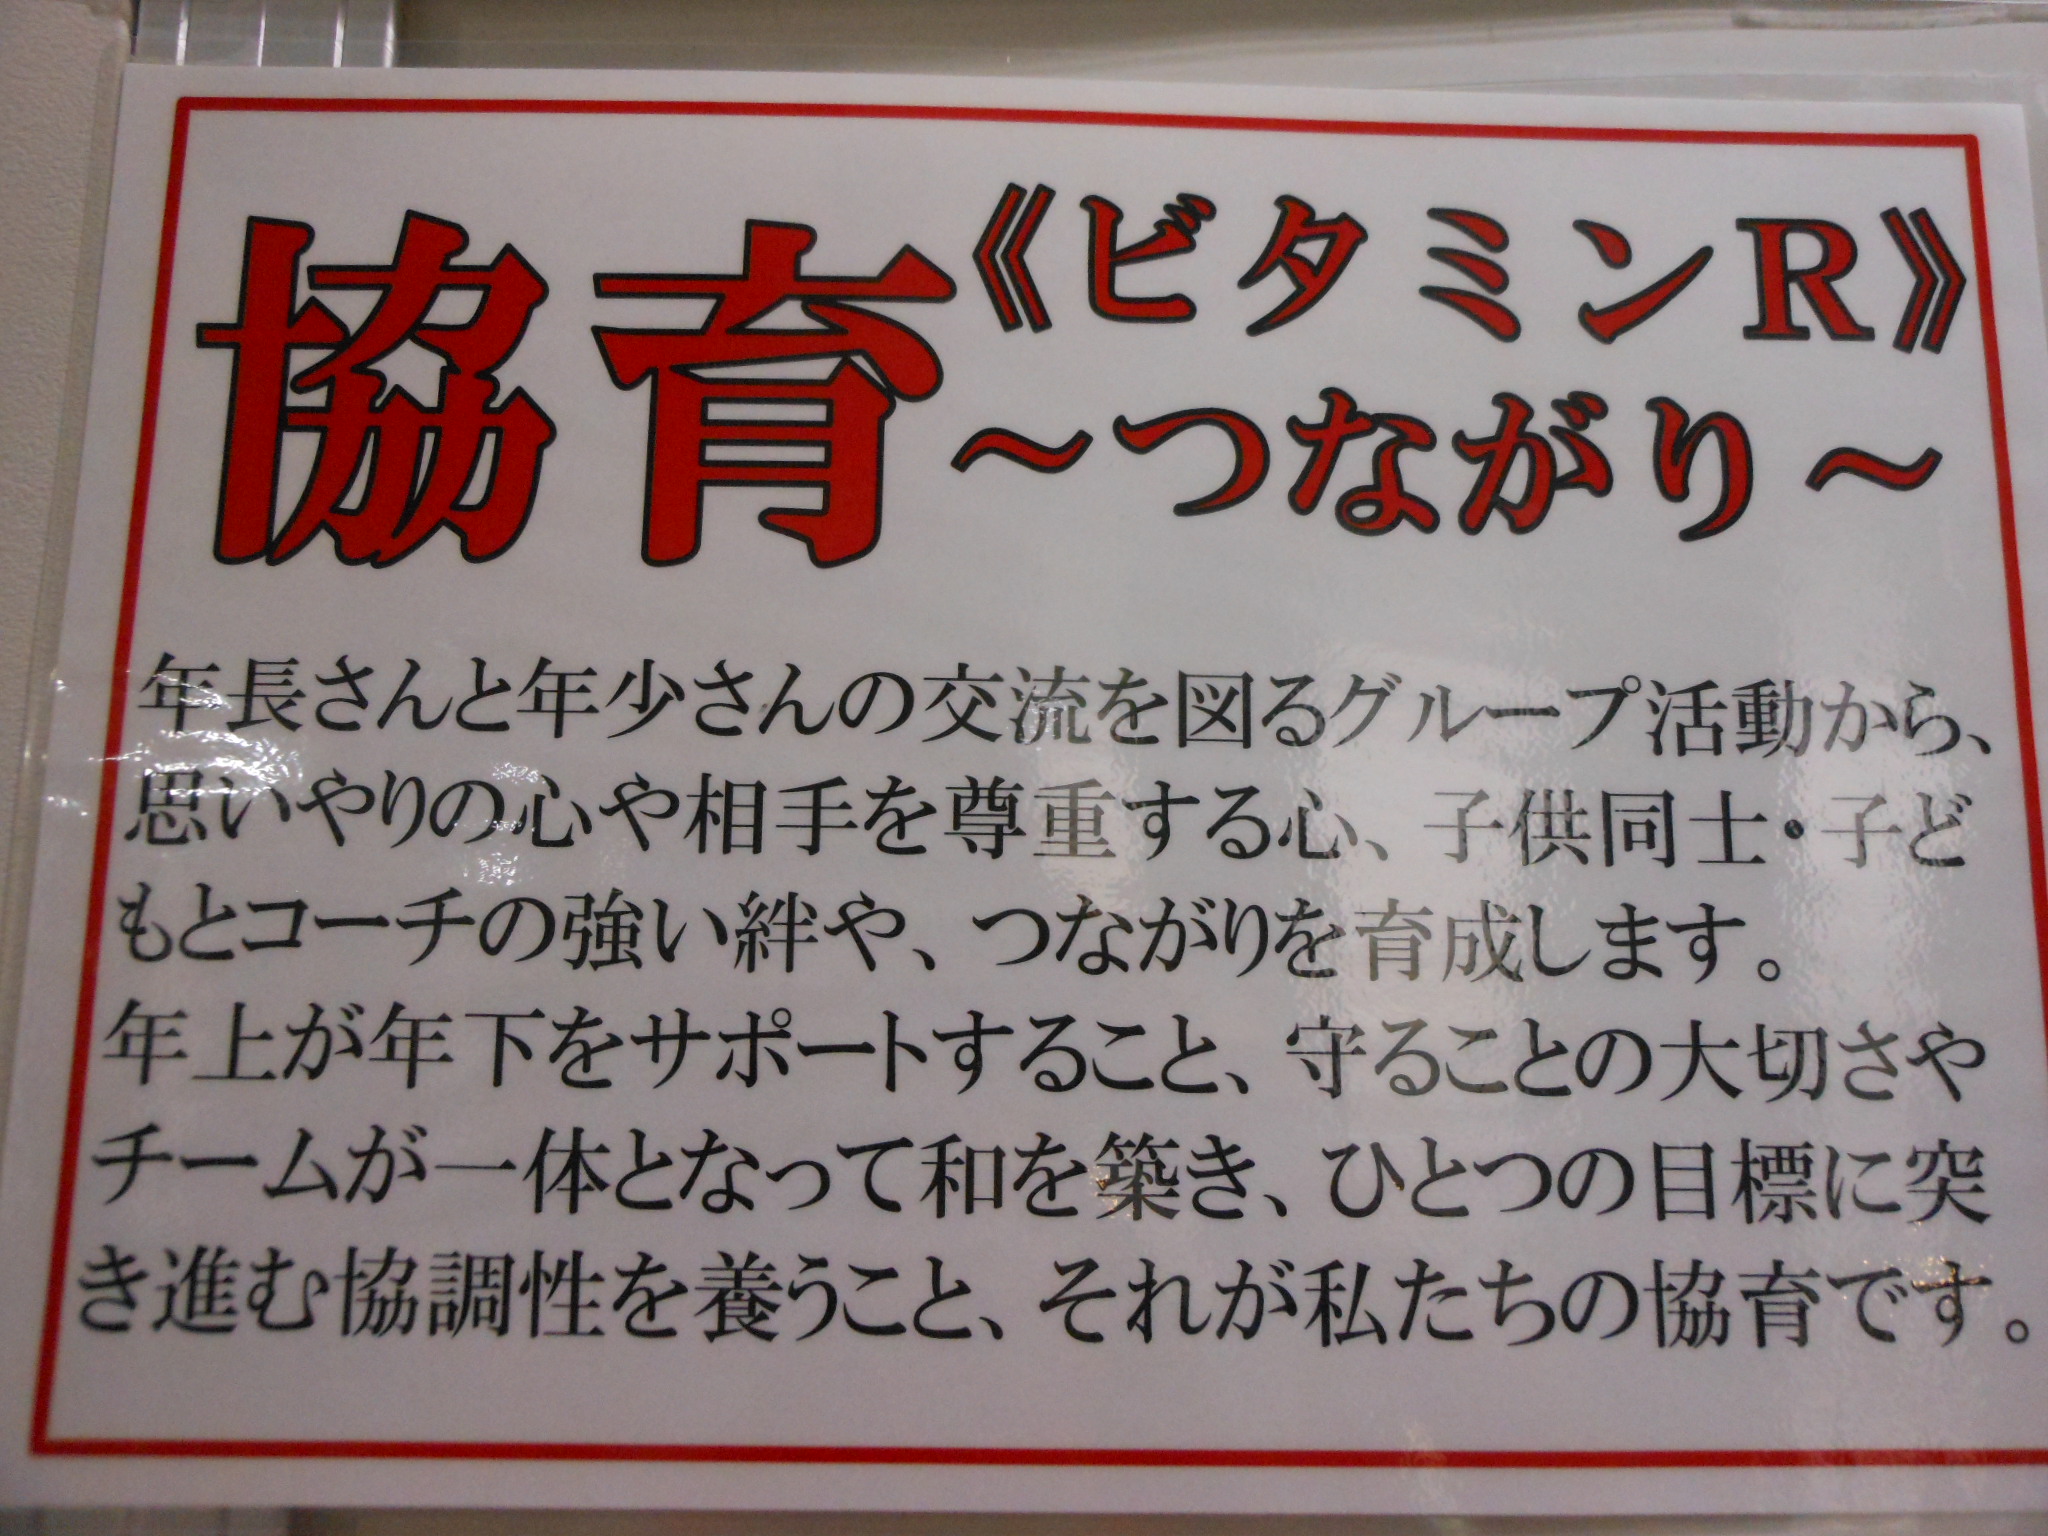 協育《ビタミンR》
～つながり～
年長さんと年少さんの交流を図るグループ活動から、
思いやりの心や相手を尊重する心、子供同士・子ど
もとコーチの強い絆や、つながりを育成します。
年上が年下をサポートすること、守ることの大切さや
チームが一体となって和を築き、ひとつの目標に突
き進む協調性を養うこと、それが私たちの協育です。